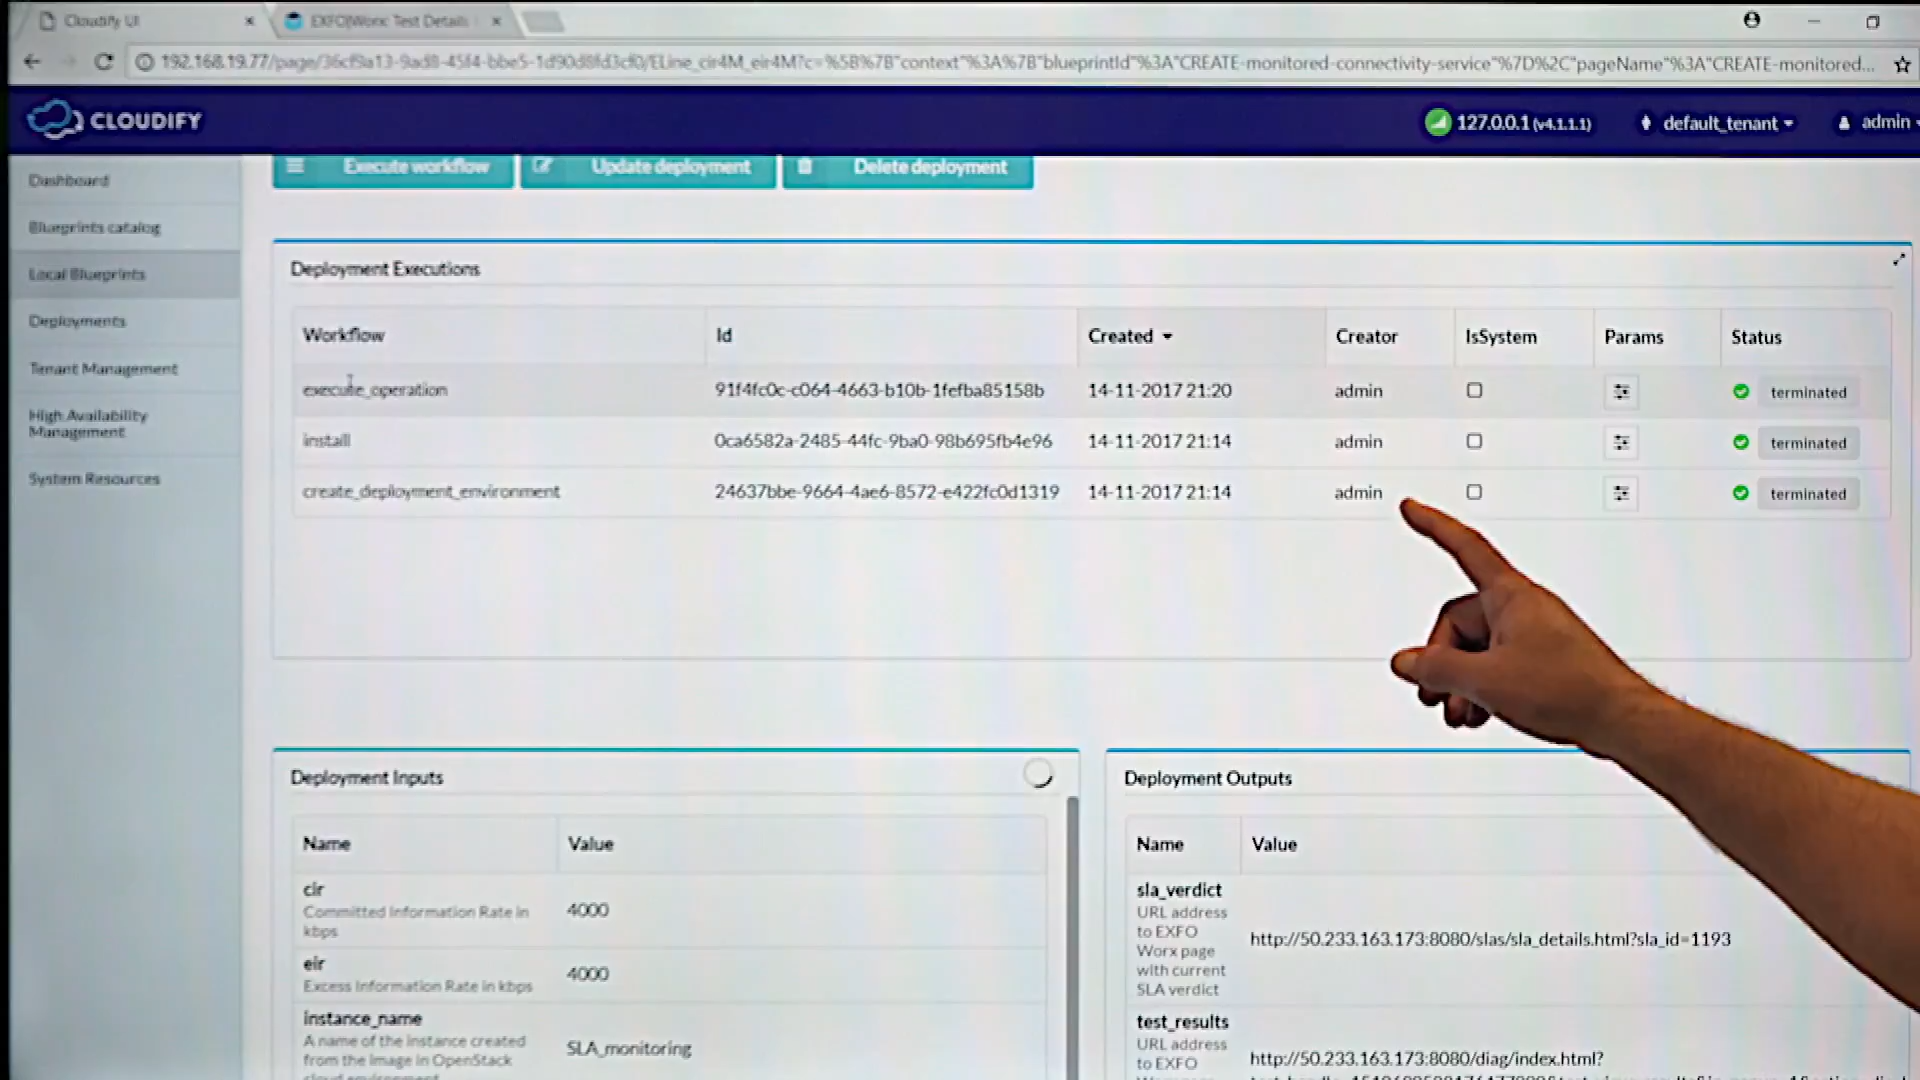 Cloudify UI
EXFO|Worx: Test Details
192.168.19.77/page/36cf9a13-9ad8-45f4-bbe5-1d90d8fd3cf0/ELine_cir4M_eir4M?c=%5B%7B"context"%3A%7B"blueprintId"%3A"CREATE-monitored-connectivity-service"%7D%2C"pageName"%3A"CREATE-monitored...
CLOUDIFY
127.0.0.1 (v4.1.1.1)
default_tenant
admin
Dashboard
Blueprints catalog
Local Blueprints
Deployments
Tenant Management
High Availability
Management
System Resources
Execute workflow
Update deployment
Delete deployment
Deployment Executions
Workflow Id Created Creator IsSystem Params Status
execute_operation 91f4fc0c-c064-4663-b10b-1fefba85158b 14-11-2017 21:20 admin terminated
install 0ca6582a-2485-44fc-9ba0-98b695fb4e96 14-11-2017 21:14 admin terminated
create_deployment_environment 24637bbe-9664-4ae6-8572-e422fc0d1319 14-11-2017 21:14 admin terminated
Deployment Inputs
Name Value
cir
Committed Information Rate in
kbps
4000
eir
Excess Information Rate in kbps
4000
instance_name
A name of the instance created
from the image in OpenStack
cloud environment
SLA_monitoring
Deployment Outputs
Name Value
sla_verdict
URL address
to EXFO
Worx page
with current
SLA verdict
http://50.233.163.173:8080/slas/sla_details.html?sla_id=1193
test_results
URL address
to EXFO
http://50.233.163.173:8080/diag/index.html?